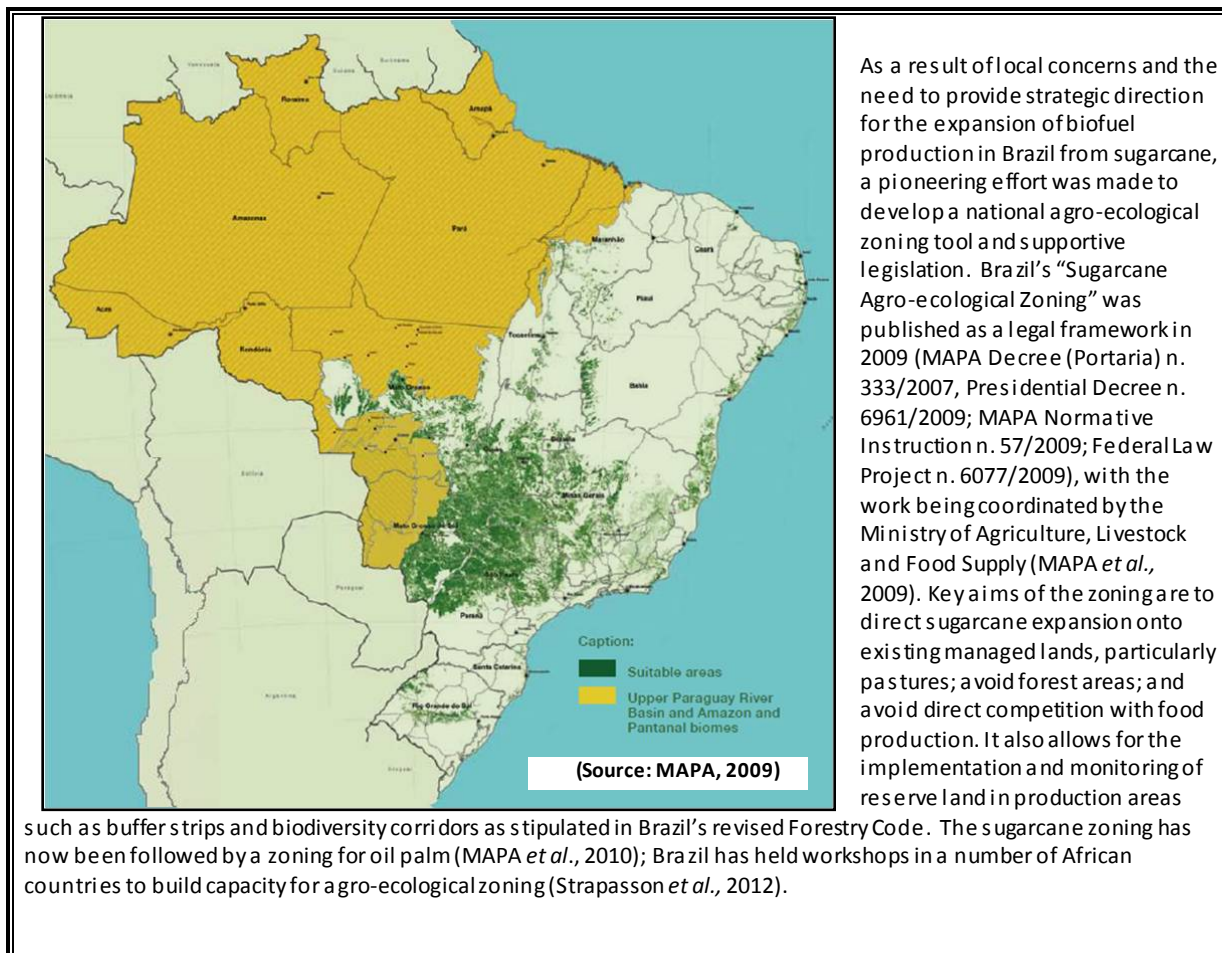 Venezuela
Suriname
Roraima
Amapá
Amazonas
Pará
Maranhão
Ceará
Piauí
Acre
Rondônia
Tocantins
Bahia
Mato Grosso
Goiás
Bolivia
Minas Gerais
Mato Grosso do Sul
São Paulo
Paraguai
Paraná
Santa Catarina
Rio Grande do Sul
Argentina
Uruguai
Caption:
Suitable areas
Upper Paraguay River
Basin and Amazon and
Pantanal biomes
(Source: MAPA, 2009)
As a result of local concerns and the
need to provide strategic direction
for the expansion of biofuel
production in Brazil from sugarcane,
a pioneering effort was made to
develop a national agro-ecological
zoning tool and supportive
legislation. Brazil’s “Sugarcane
Agro-ecological Zoning” was
published as a legal framework in
2009 (MAPA Decree (Portaria) n.
333/2007, Presidential Decree n.
6961/2009; MAPA Normative
Instruction n. 57/2009; Federal Law
Project n. 6077/2009), with the
work being coordinated by the
Ministry of Agriculture, Livestock
and Food Supply (MAPA et al.,
2009). Key aims of the zoning are to
direct sugarcane expansion onto
existing managed lands, particularly
pastures; avoid forest areas; and
avoid direct competition with food
production. It also allows for the
implementation and monitoring of
reserve land in production areas
such as buffer strips and biodiversity corridors as stipulated in Brazil’s revised Forestry Code. The sugarcane zoning has
now been followed by a zoning for oil palm (MAPA et al., 2010); Brazil has held workshops in a number of African
countries to build capacity for agro-ecological zoning (Strapasson et al., 2012).